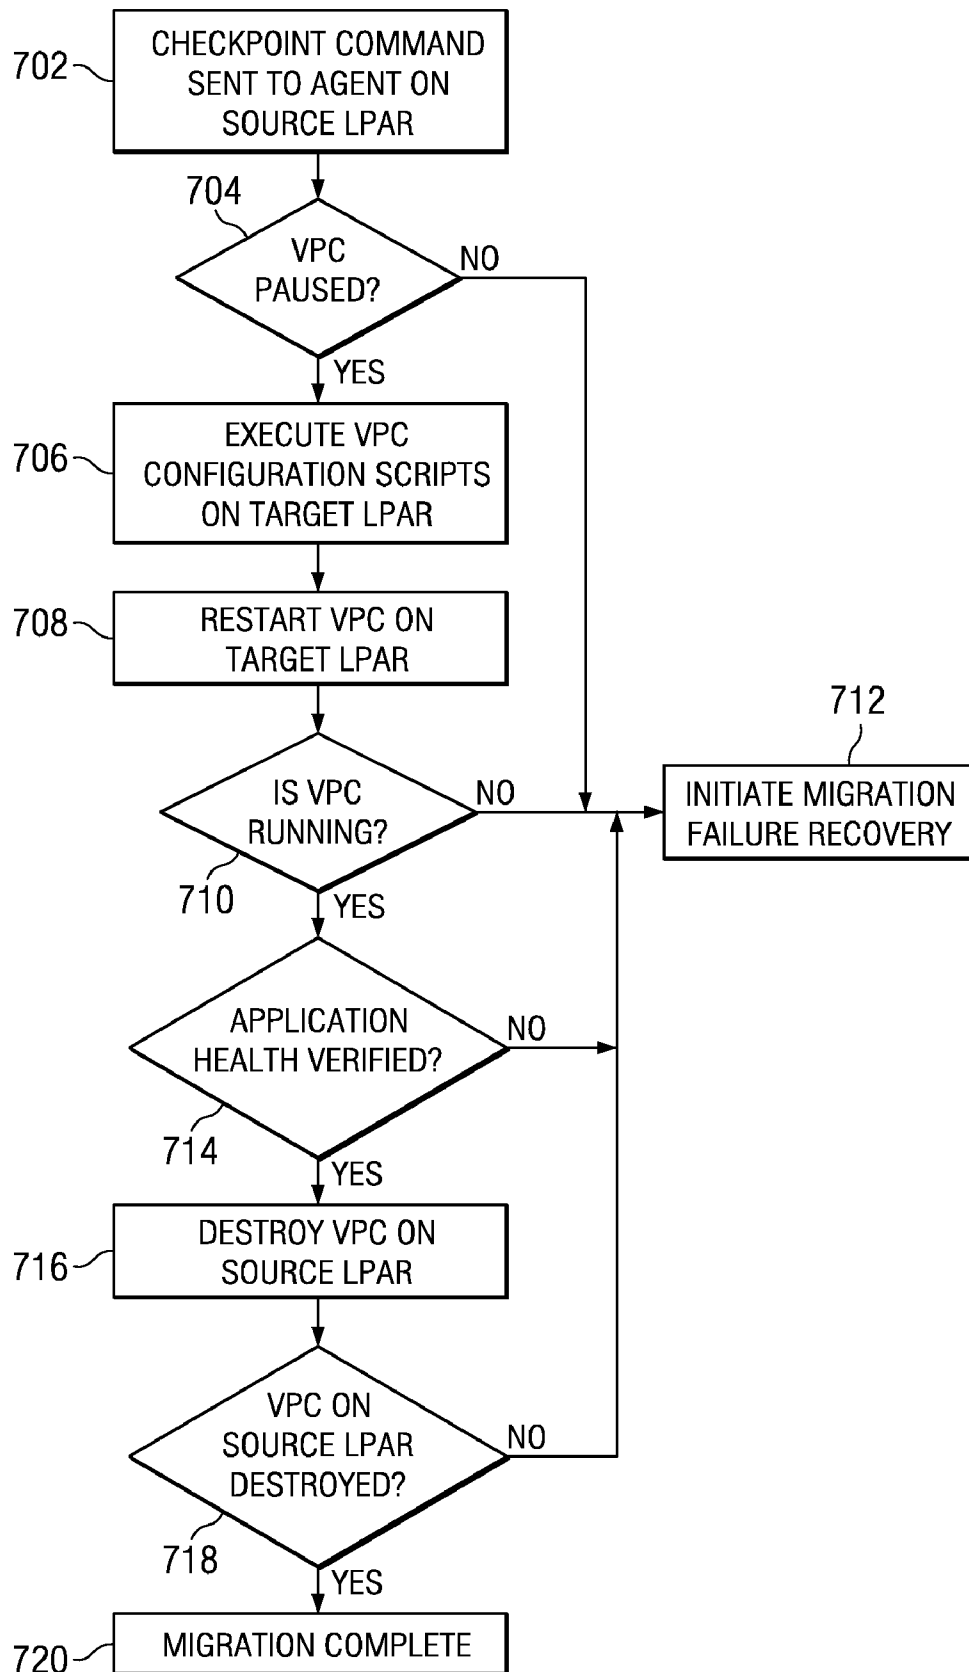 702
CHECKPOINT COMMAND
SENT TO AGENT ON
SOURCE LPAR
704
VPC
PAUSED?
NO
YES
706
EXECUTE VPC
CONFIGURATION SCRIPTS
ON TARGET LPAR
708
RESTART VPC ON
TARGET LPAR
712
INITIATE MIGRATION
FAILURE RECOVERY
IS VPC
RUNNING?
NO
710
YES
APPLICATION
HEALTH VERIFIED?
NO
714
YES
716
DESTROY VPC ON
SOURCE LPAR
VPC ON
SOURCE LPAR
DESTROYED?
NO
718
YES
720
MIGRATION COMPLETE